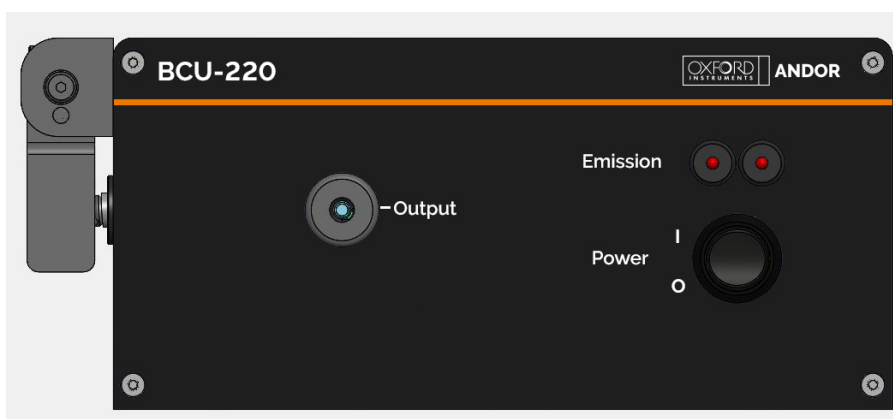 BCU-220
OXFORD
INSTRUMENTS
ANDOR
Emission
Output
I
Power
O